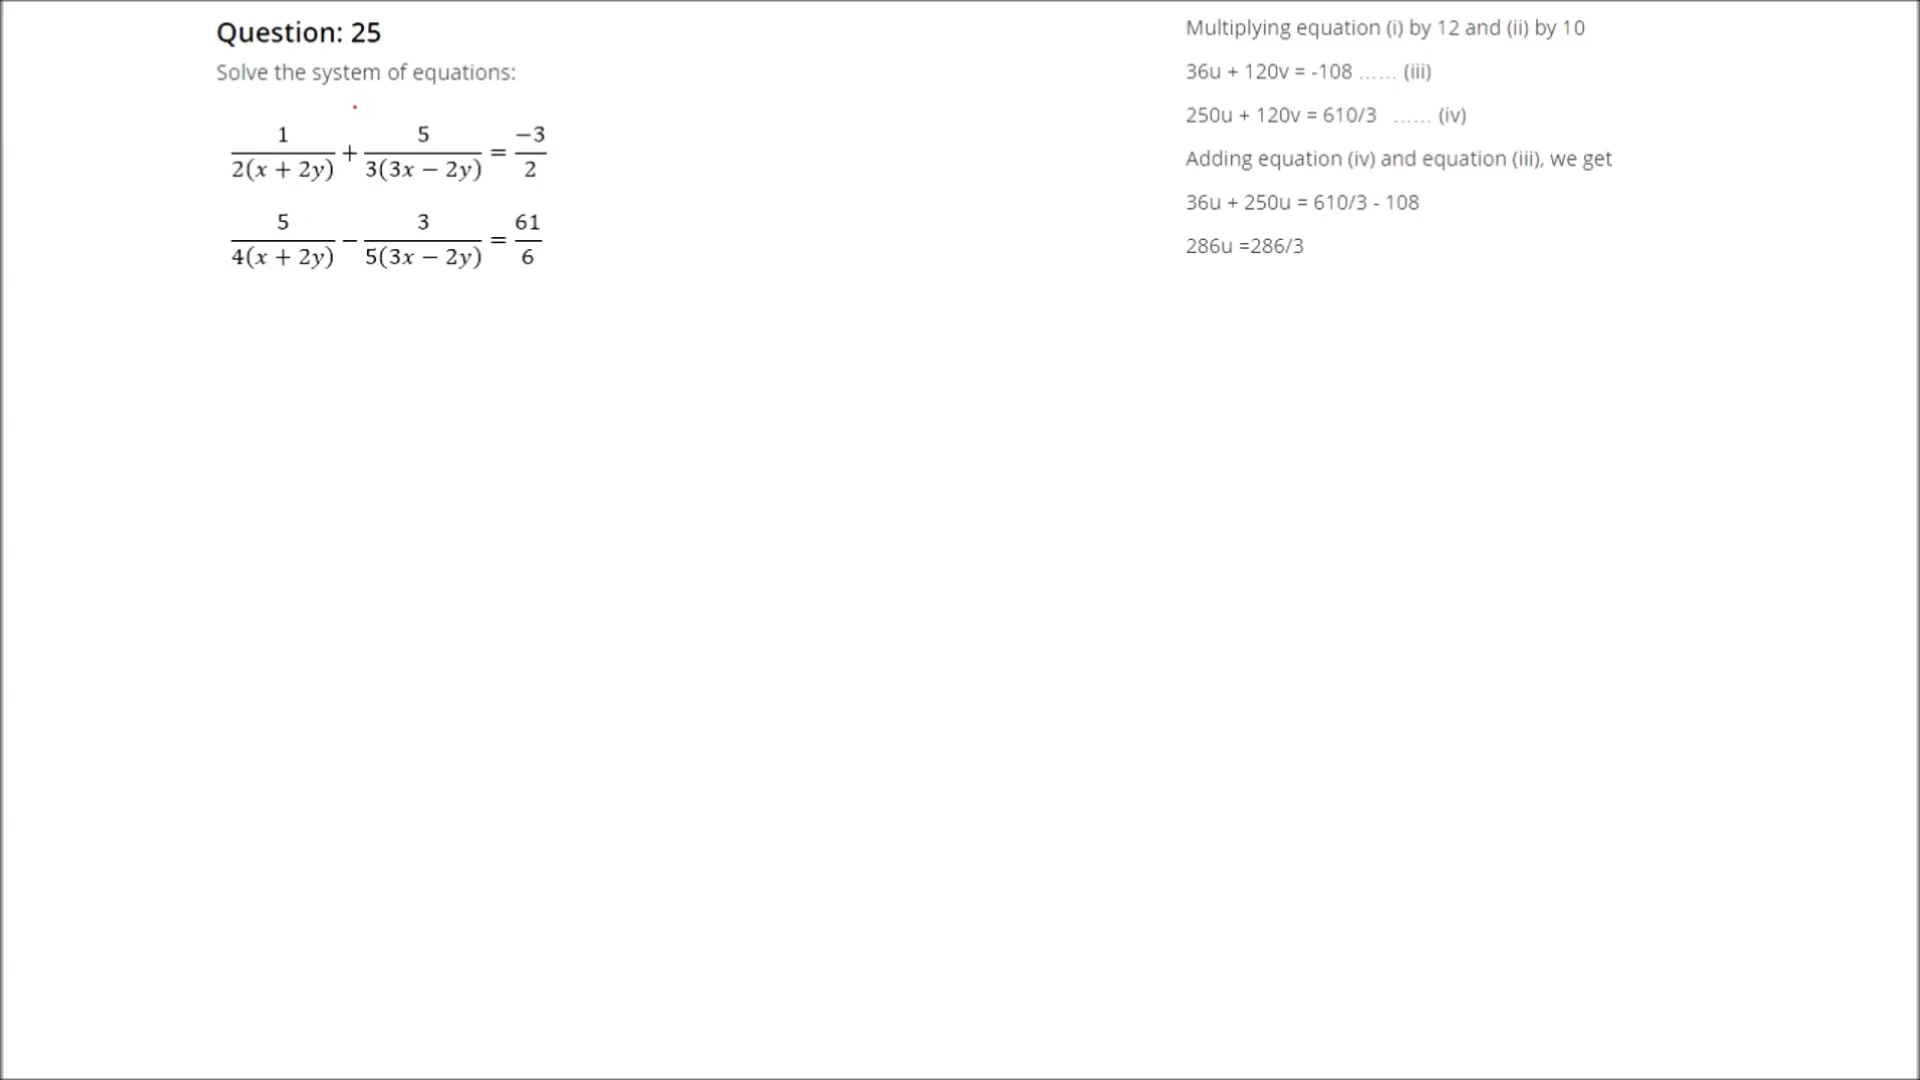 Question: 25
Solve the system of equations:
1/2(x + 2y) + 5/3(3x − 2y) = −3/2
5/4(x + 2y) − 3/5(3x − 2y) = 61/6
Multiplying equation (i) by 12 and (ii) by 10
36u + 120v = -108 …… (iii)
250u + 120v = 610/3 …… (iv)
Adding equation (iv) and equation (iii), we get
36u + 250u = 610/3 - 108
286u =286/3